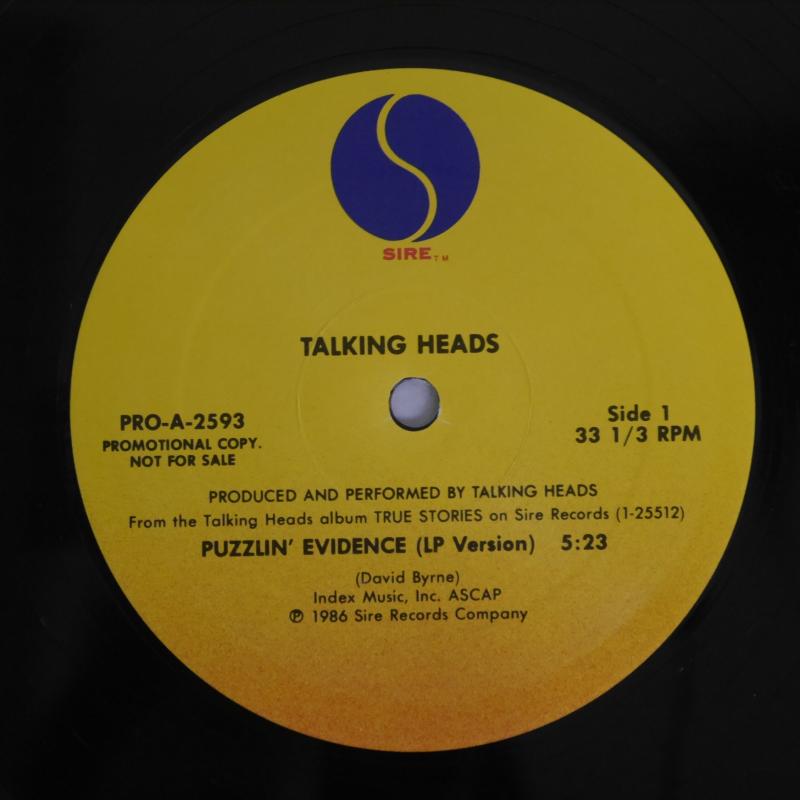 SIRE TM
TALKING HEADS
PRO-A-2593
PROMOTIONAL COPY.
NOT FOR SALE
Side 1
33 1/3 RPM
PRODUCED AND PERFORMED BY TALKING HEADS
From the Talking Heads album TRUE STORIES on Sire Records (1-25512)
PUZZLIN' EVIDENCE (LP Version) 5:23
(David Byrne)
Index Music, Inc. ASCAP
℗ 1986 Sire Records Company